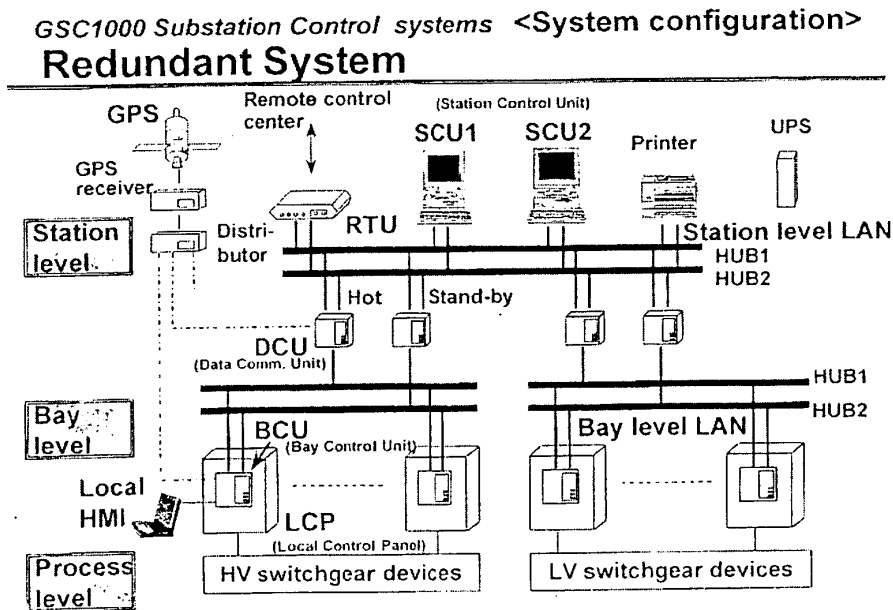 GSC1000 Substation Control systems <System configuration>
Redundant System
GPS
Remote control
center
(Station Control Unit)
SCU1
SCU2
Printer
UPS
GPS
receiver
Station
level
Distri-
butor
RTU
Station level LAN
HUB1
HUB2
Hot
Stand-by
DCU
(Data Comm. Unit)
HUB1
HUB2
Bay
level
BCU
(Bay Control Unit)
Bay level LAN
Local
HMI
LCP
(Local Control Panel)
Process
level
HV switchgear devices
LV switchgear devices